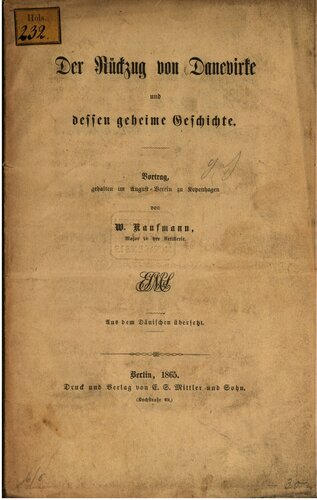 Hols.
232.
Der Rückzug von Danevirke
und
dessen geheime Geschichte.
Vortrag,
gehalten im August-Verein zu Kopenhagen
von
W. Kaufmann,
Major in der Artillerie.
Aus dem Dänischen übersetzt.
Berlin, 1865.
Druck und Verlag von E. S. Mittler und Sohn.
(Kochstraße 69.)